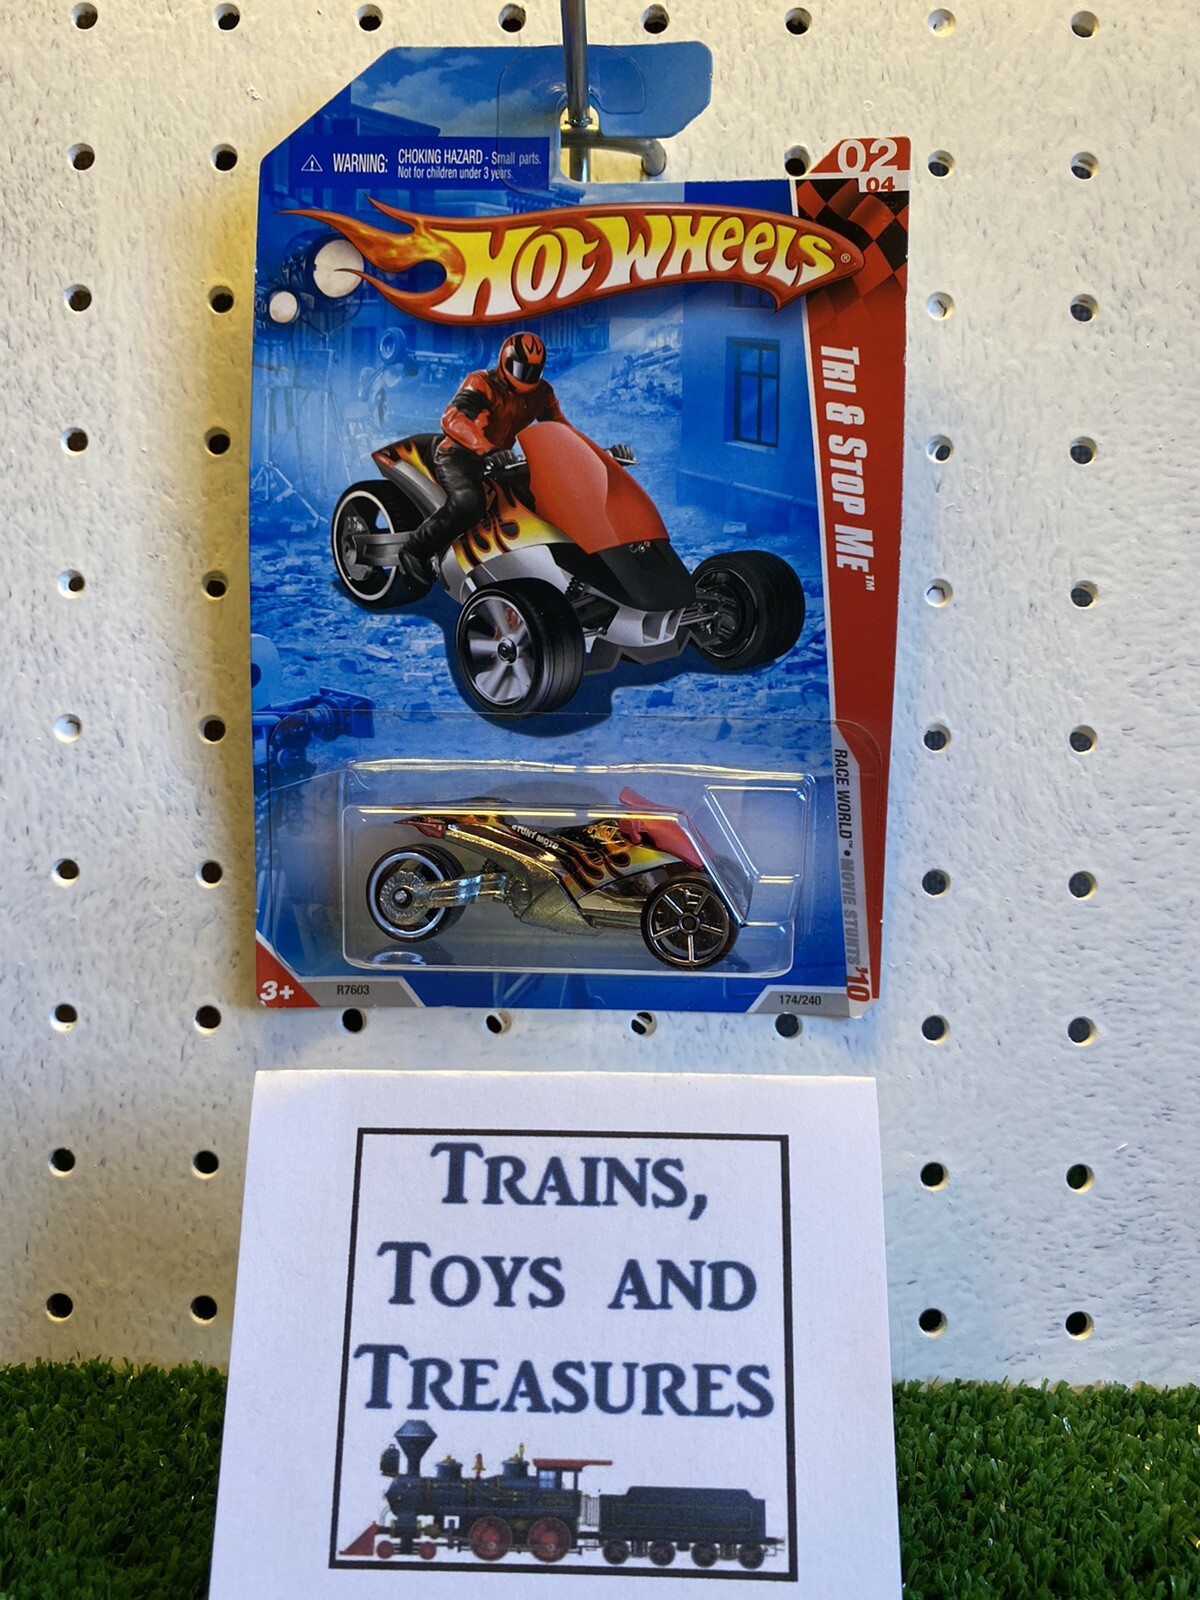 WARNING: CHOKING HAZARD - Small parts.
Not for children under 3 years.
02
04
HOT WHEELS®
TRI & STOP ME™
RACE WORLD™ • MOVIE STUNTS '10
STUNT MOTO
3+
R7603
174/240
TRAINS,
TOYS AND
TREASURES